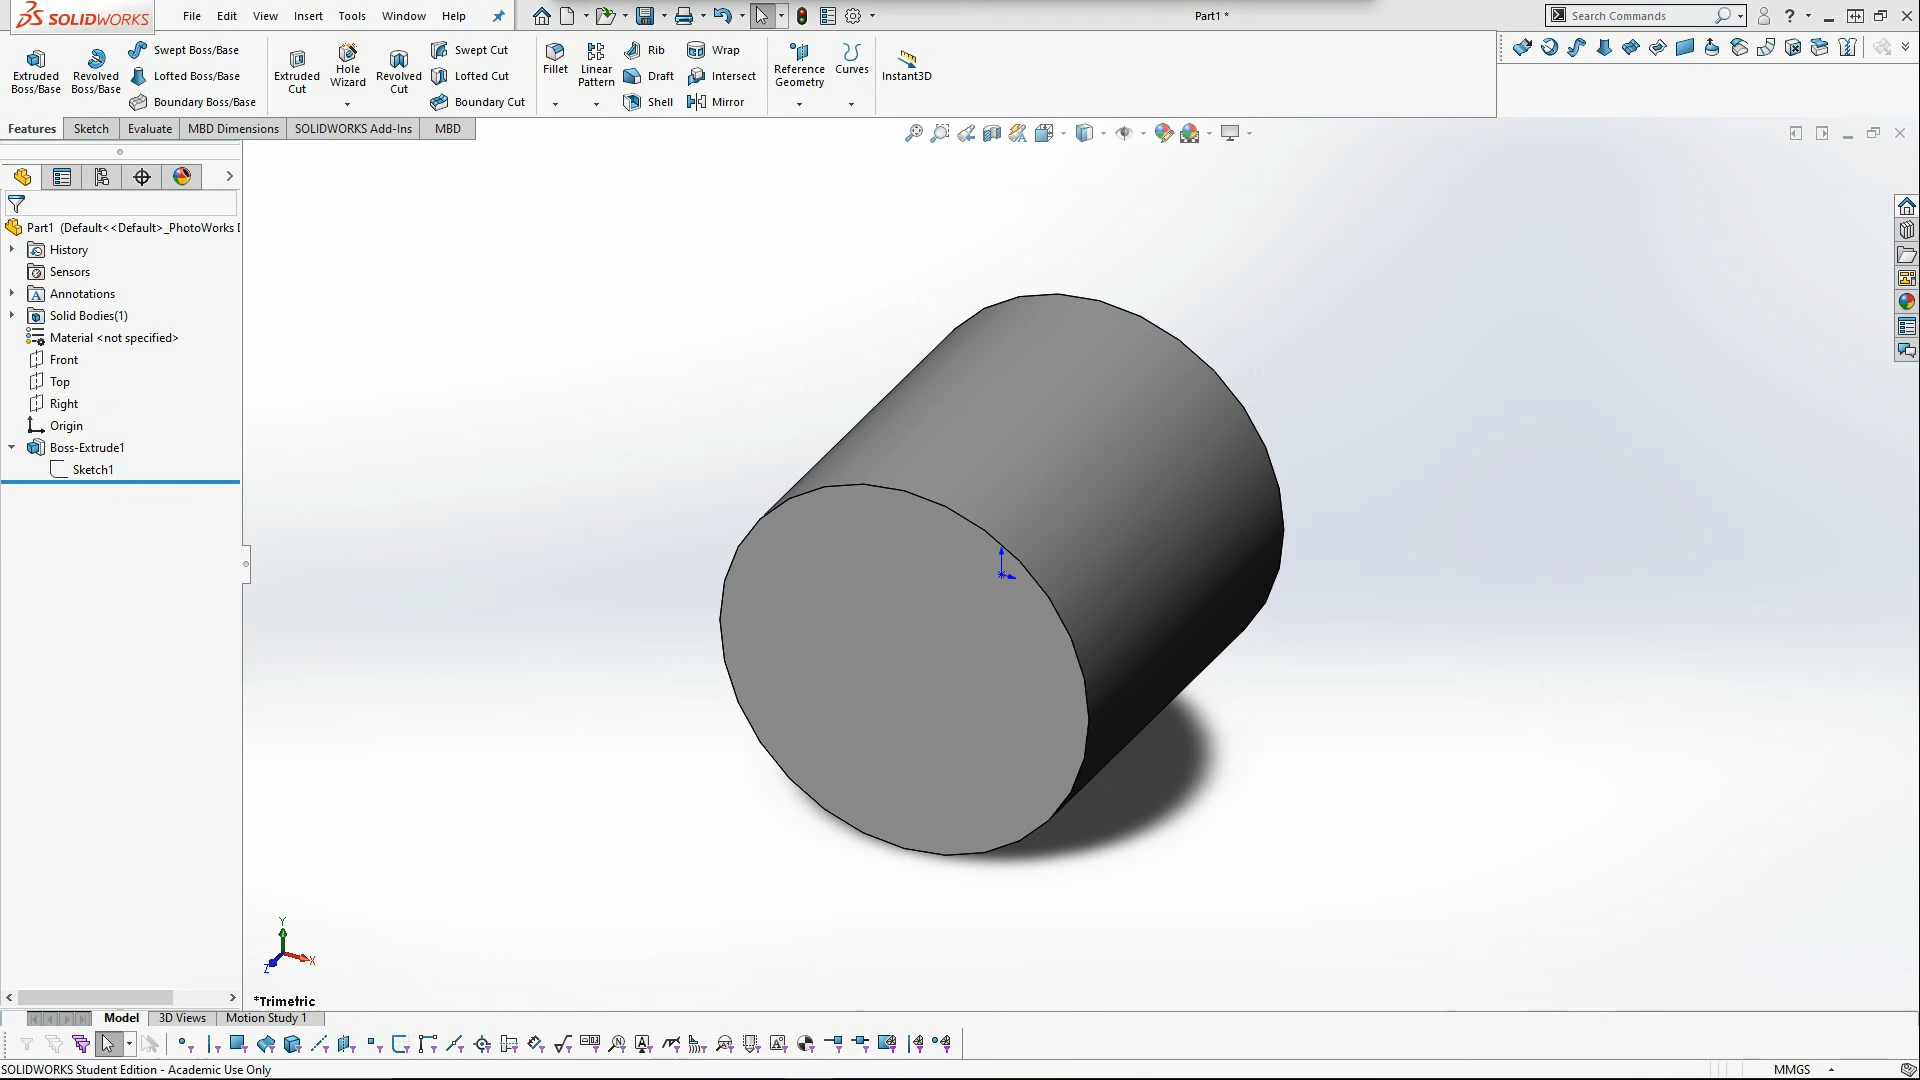 SOLIDWORKS File Edit View Insert Tools Window Help Part1 * Search Commands
Extruded Boss/Base
Revolved Boss/Base
Swept Boss/Base
Lofted Boss/Base
Boundary Boss/Base
Extruded Cut
Hole Wizard
Revolved Cut
Swept Cut
Lofted Cut
Boundary Cut
Fillet
Linear Pattern
Rib
Draft
Shell
Wrap
Intersect
Mirror
Reference Geometry
Curves
Instant3D
Features Sketch Evaluate MBD Dimensions SOLIDWORKS Add-Ins MBD
Part1 (Default<<Default>_PhotoWorks
History
Sensors
Annotations
Solid Bodies(1)
Material <not specified>
Front
Top
Right
Origin
Boss-Extrude1
Sketch1
Y
X
Z
*Trimetric
Model 3D Views Motion Study 1
SOLIDWORKS Student Edition - Academic Use Only MMGS